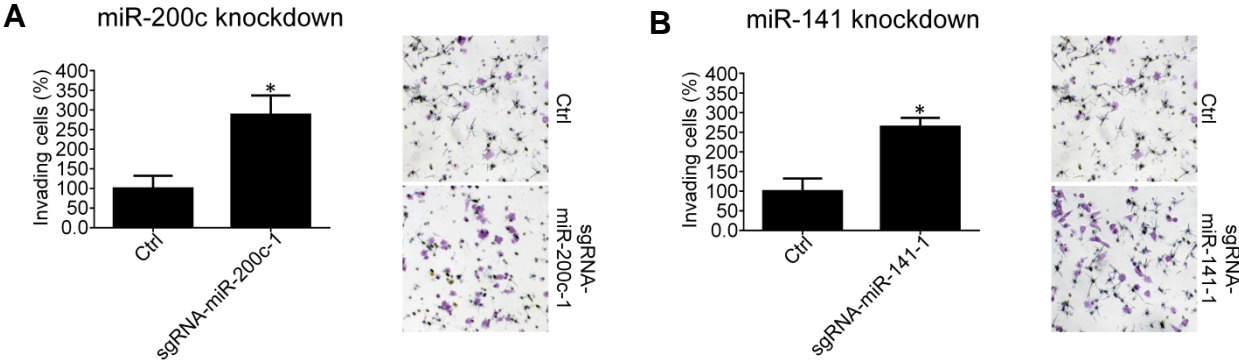 A
miR-200c knockdown
Invading cells (%)
400
350
300
250
200
150
100
50
0.0
*
Ctrl
sgRNA-miR-200c-1
Ctrl
sgRNA-
miR-200c-1
B
miR-141 knockdown
Invading cells (%)
400
350
300
250
200
150
100
50
0.0
*
Ctrl
sgRNA-miR-141-1
Ctrl
sgRNA-
miR-141-1